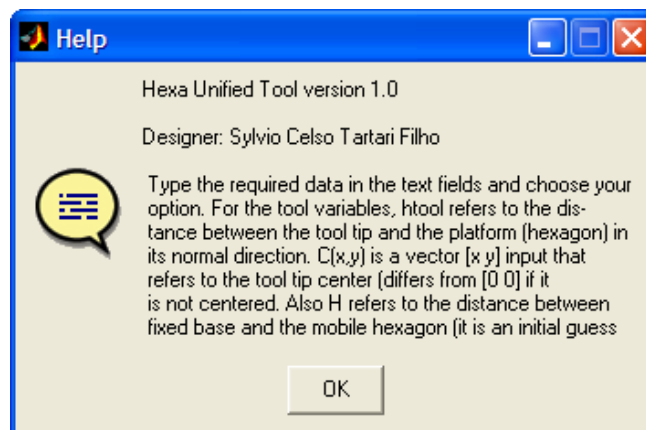 Help
Hexa Unified Tool version 1.0
Designer: Sylvio Celso Tartari Filho
Type the required data in the text fields and choose your
option. For the tool variables, htool refers to the dis-
tance between the tool tip and the platform (hexagon) in
its normal direction. C(x,y) is a vector [x y] input that
refers to the tool tip center (differs from [0 0] if it
is not centered. Also H refers to the distance between
fixed base and the mobile hexagon (it is an initial guess
OK